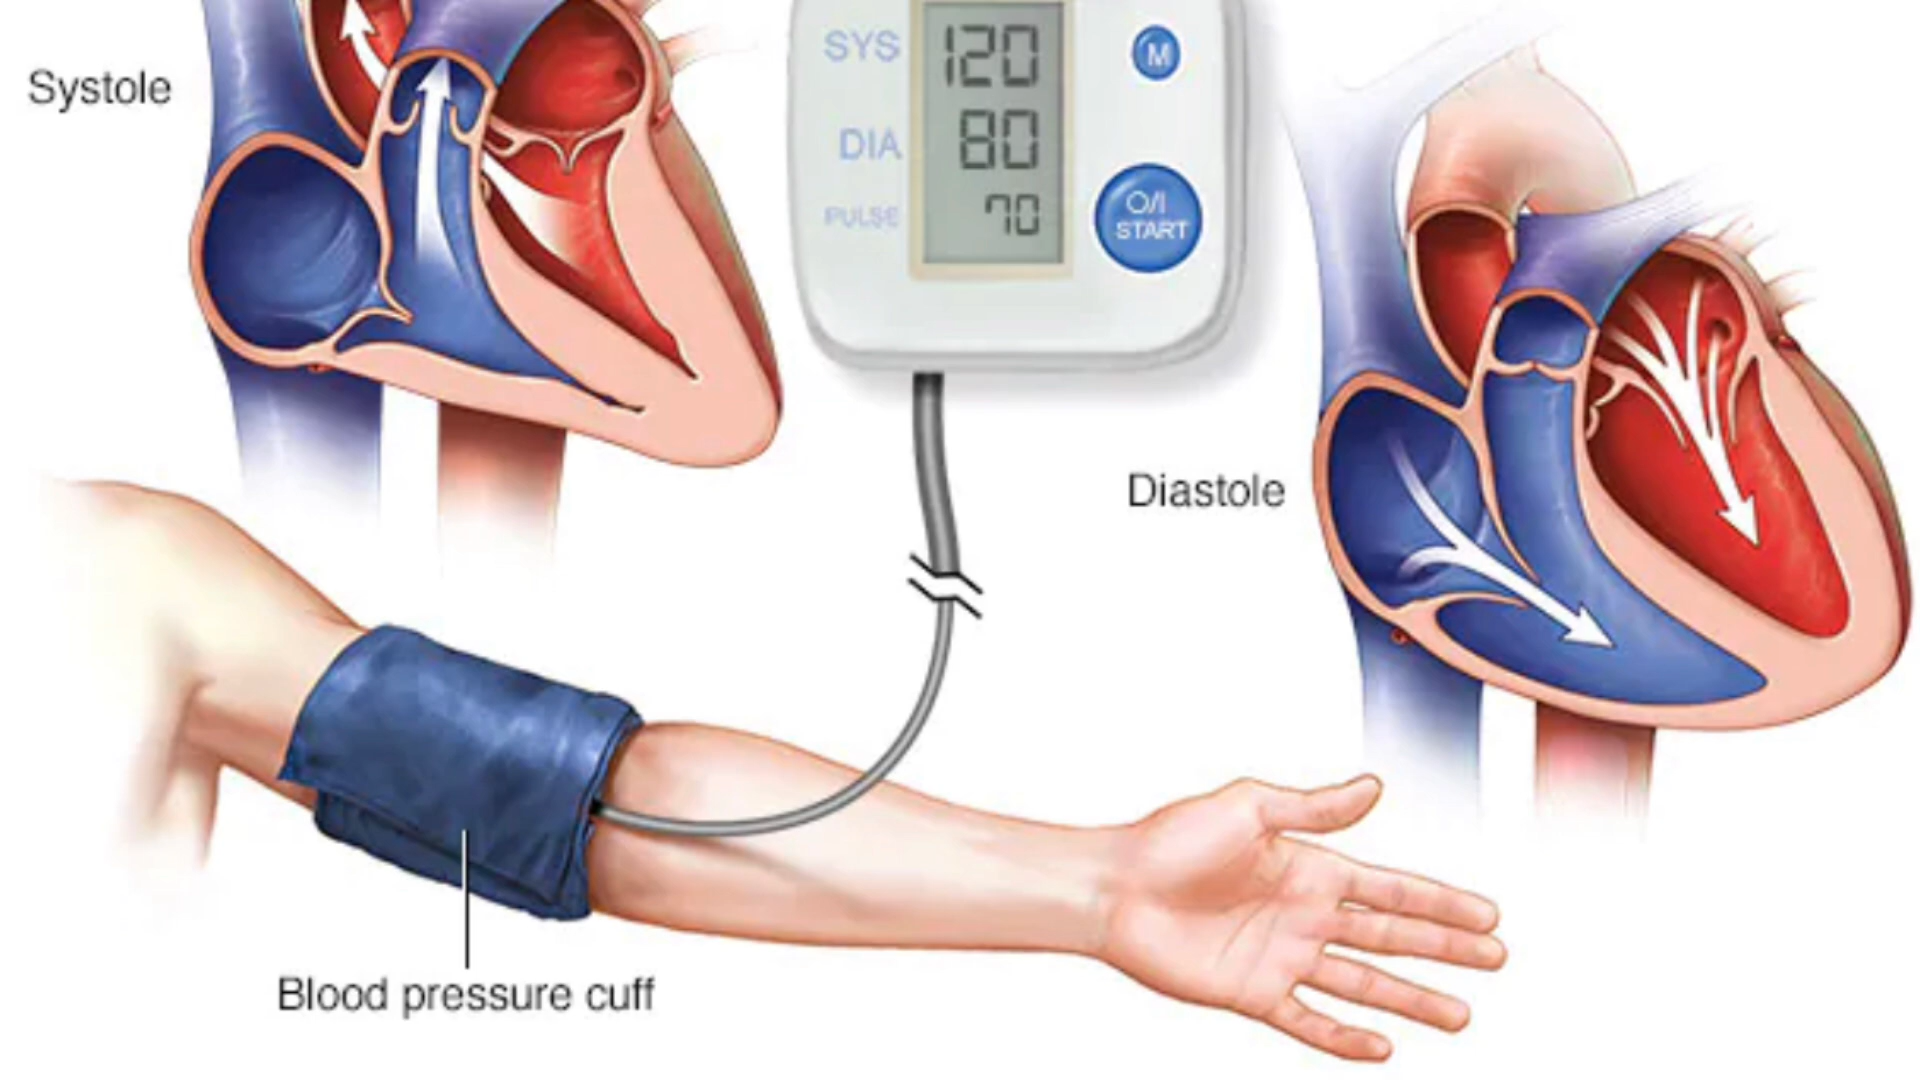 Systole
SYS 120
DIA 80
PULSE 70
M
O/I
START
Diastole
Blood pressure cuff